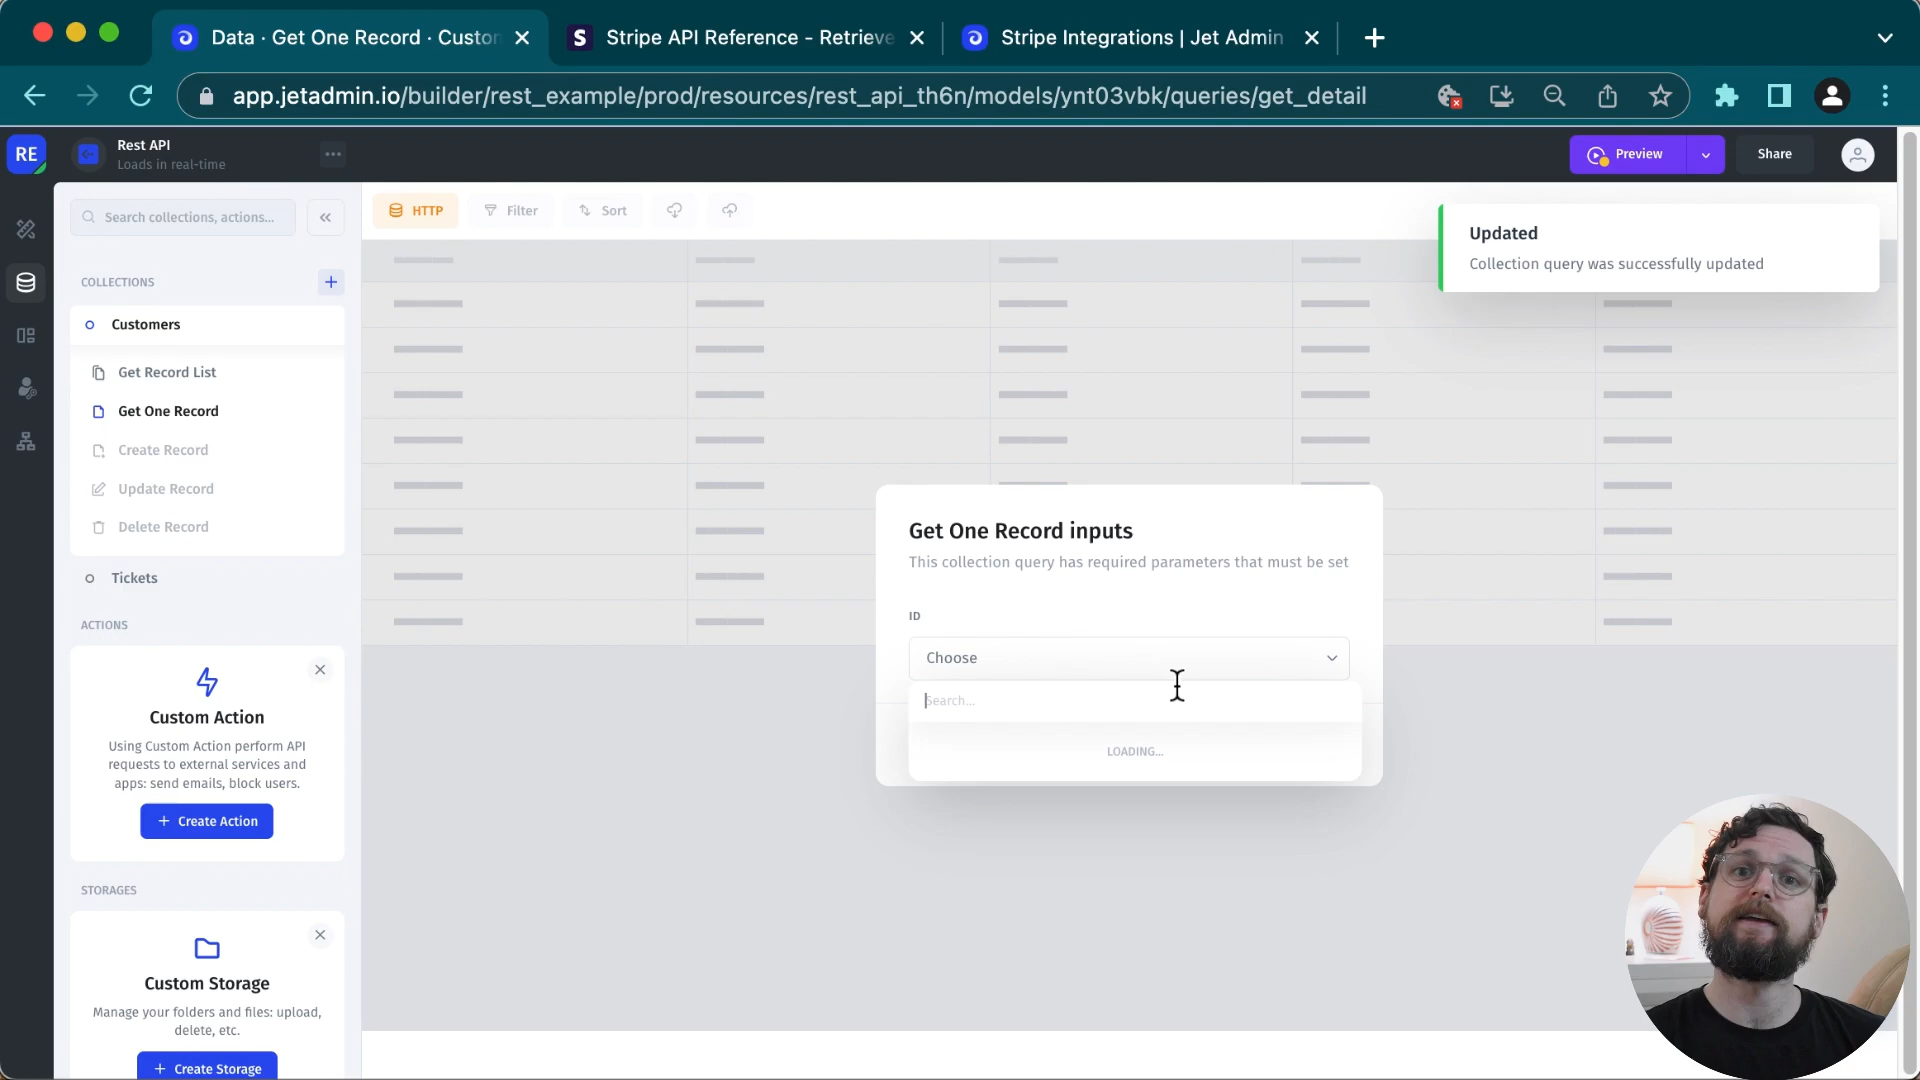 Data · Get One Record · Custon
Stripe API Reference - Retrieve
Stripe Integrations | Jet Admin
app.jetadmin.io/builder/rest_example/prod/resources/rest_api_th6n/models/ynt03vbk/queries/get_detail
RE
Rest API
Loads in real-time
Preview
Share
Search collections, actions...
HTTP
Filter
Sort
Updated
Collection query was successfully updated
COLLECTIONS
Customers
Get Record List
Get One Record
Create Record
Update Record
Delete Record
Tickets
Get One Record inputs
This collection query has required parameters that must be set
ID
Choose
Search...
LOADING...
ACTIONS
Custom Action
Using Custom Action perform API
requests to external services and
apps: send emails, block users.
+ Create Action
STORAGES
Custom Storage
Manage your folders and files: upload,
delete, etc.
+ Create Storage